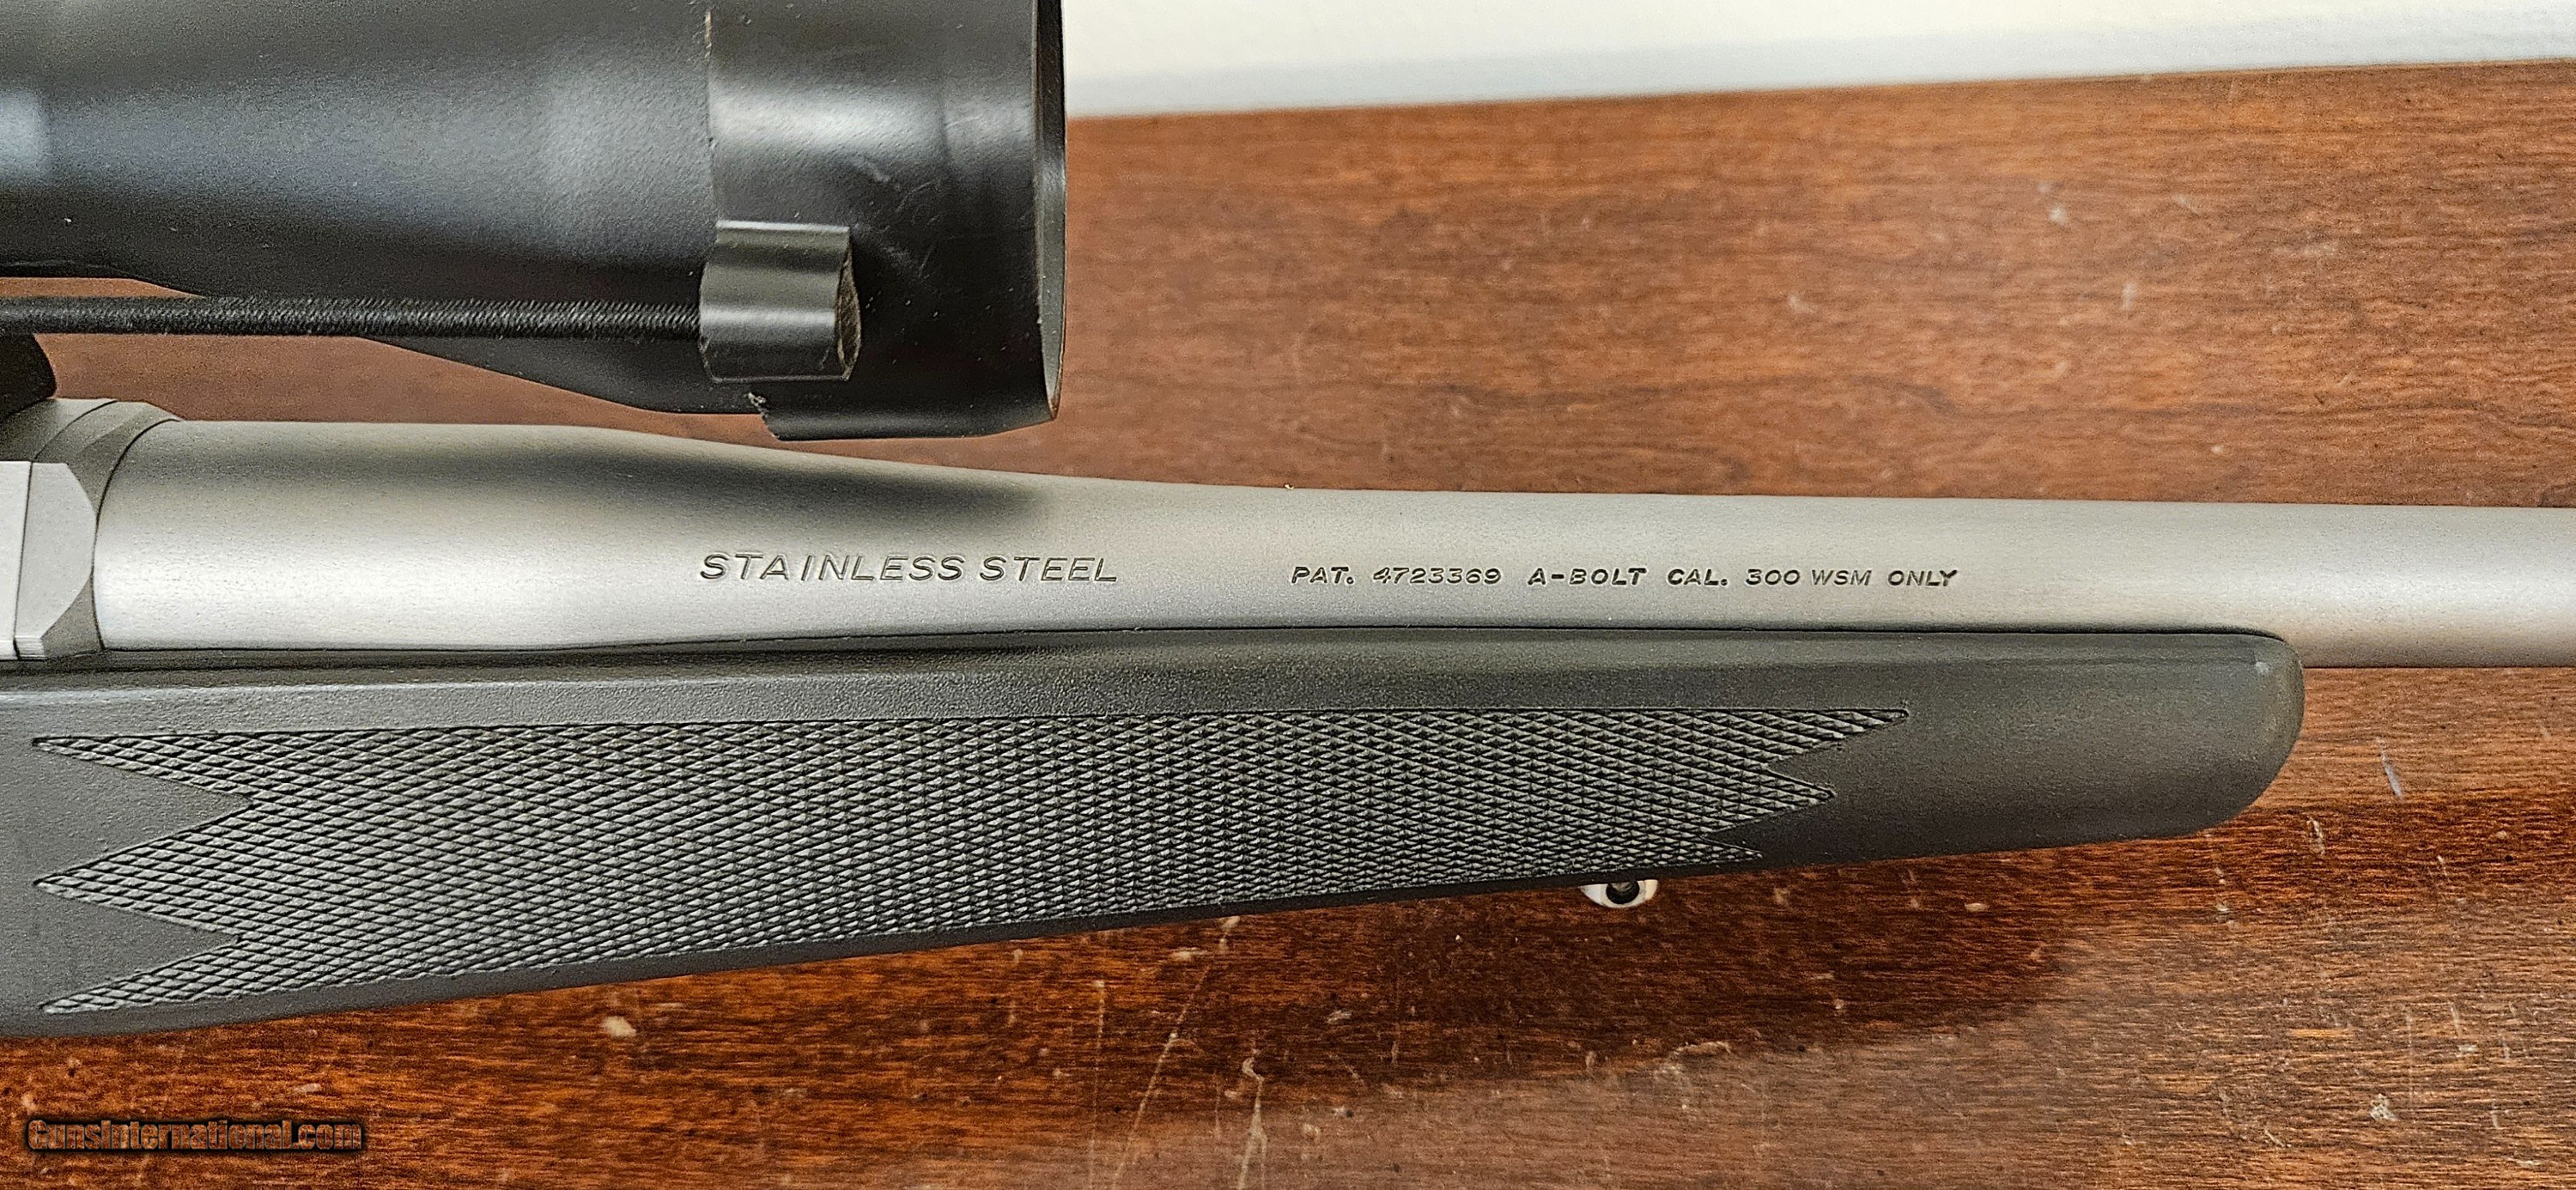 STAINLESS STEEL PAT. 4723369 A-BOLT CAL. 300 WSM ONLY
GunsInternational.com